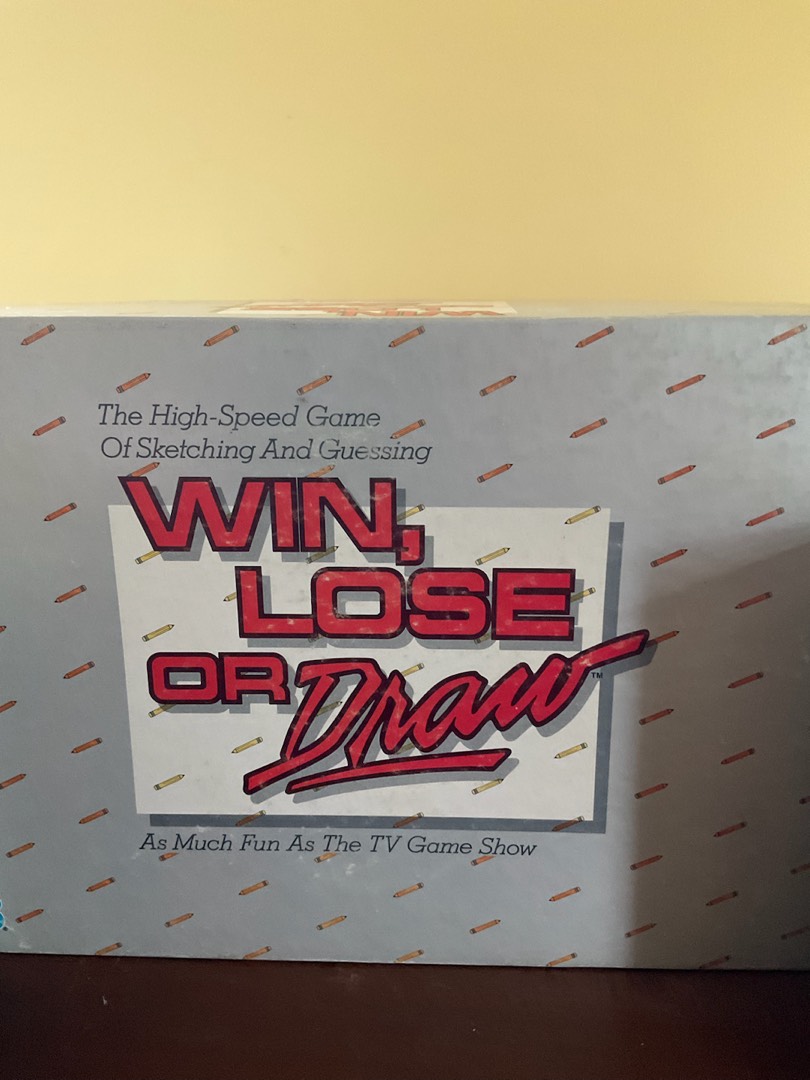 The High-Speed Game
Of Sketching And Guessing
WIN,
LOSE
OR Draw™
As Much Fun As The TV Game Show